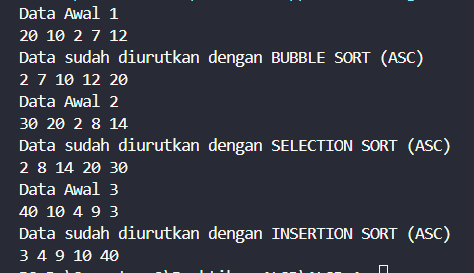 Data Awal 1
20 10 2 7 12
Data sudah diurutkan dengan BUBBLE SORT (ASC)
2 7 10 12 20
Data Awal 2
30 20 2 8 14
Data sudah diurutkan dengan SELECTION SORT (ASC)
2 8 14 20 30
Data Awal 3
40 10 4 9 3
Data sudah diurutkan dengan INSERTION SORT (ASC)
3 4 9 10 40